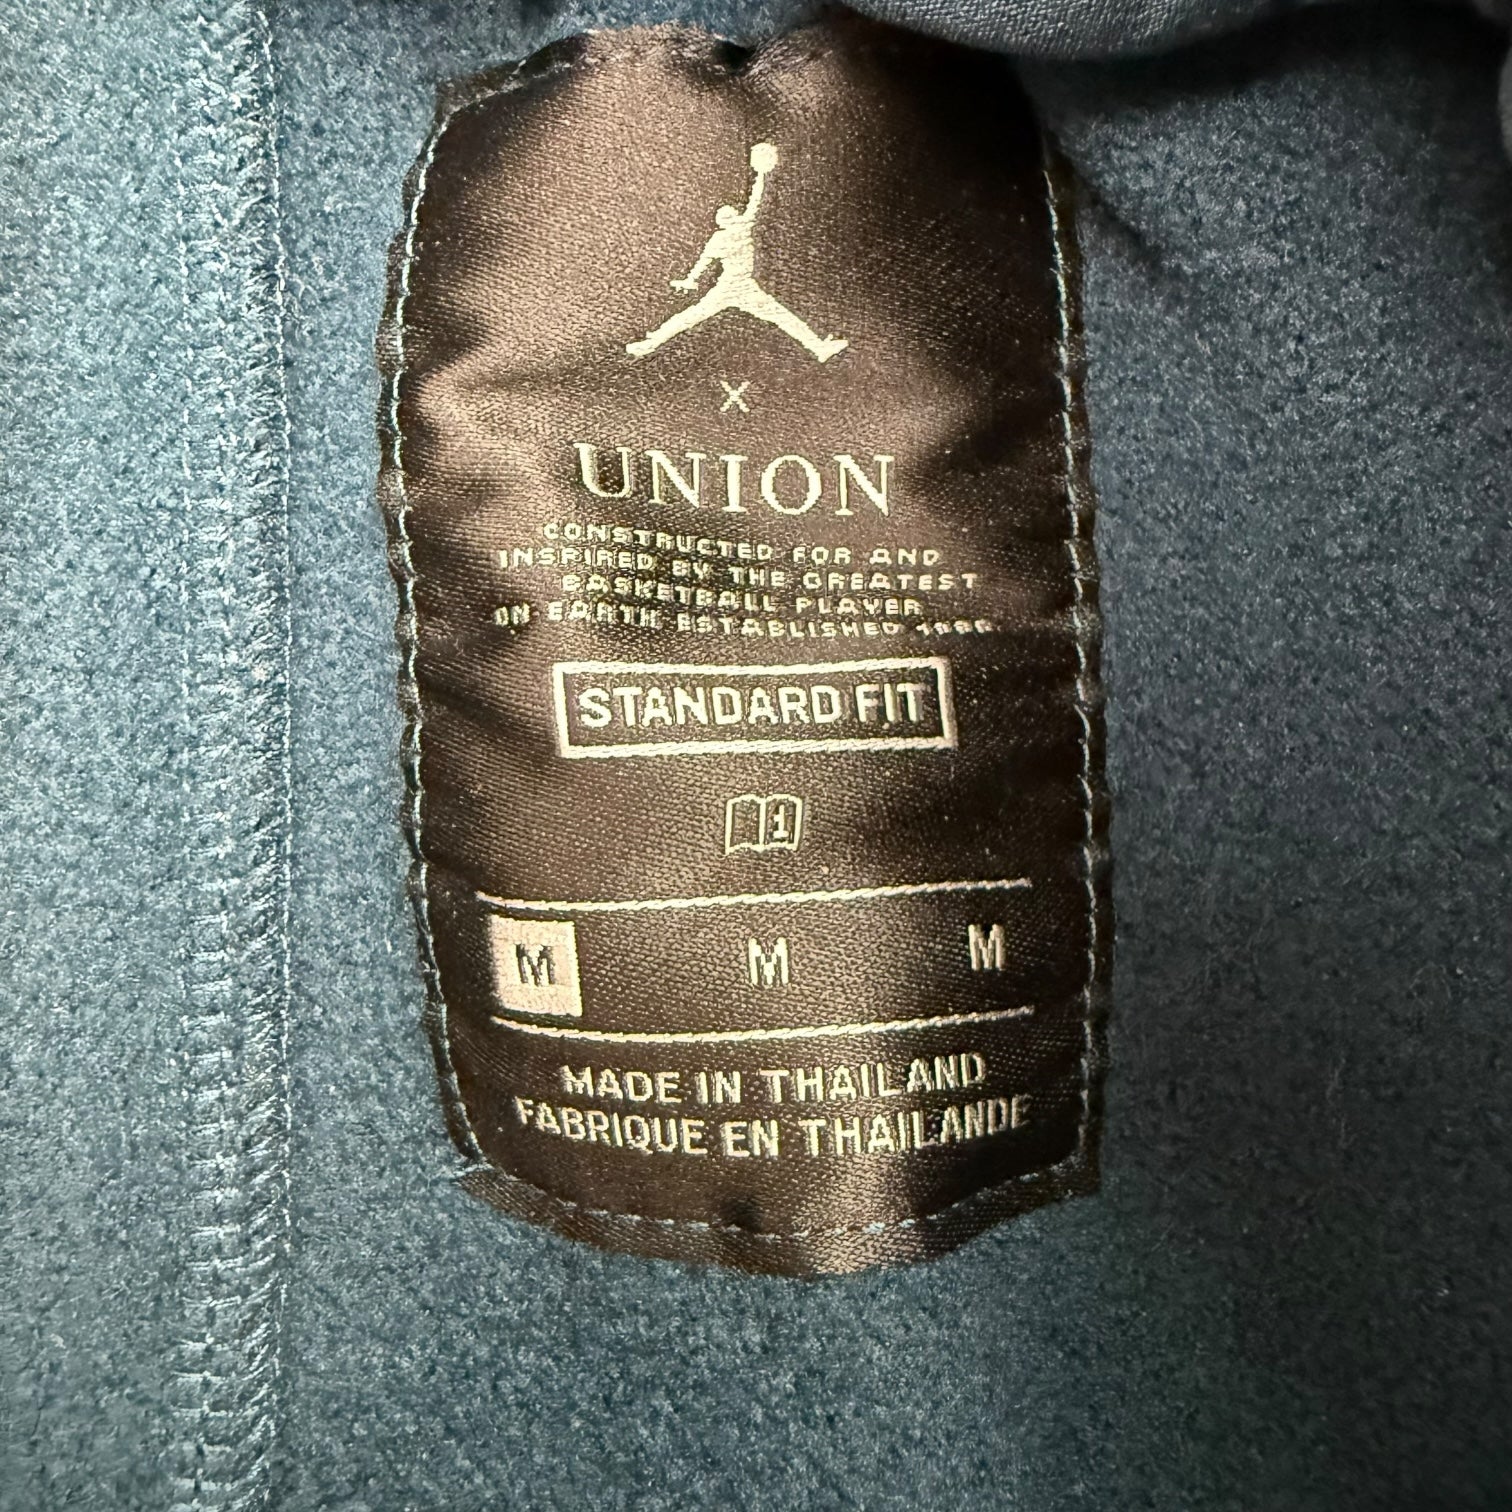 X
UNION
CONSTRUCTED FOR AND
INSPIRED BY THE GREATEST
BASKETBALL PLAYER
ON EARTH ESTABLISHED
STANDARD FIT
1
M M M
MADE IN THAILAND
FABRIQUE EN THAILANDE